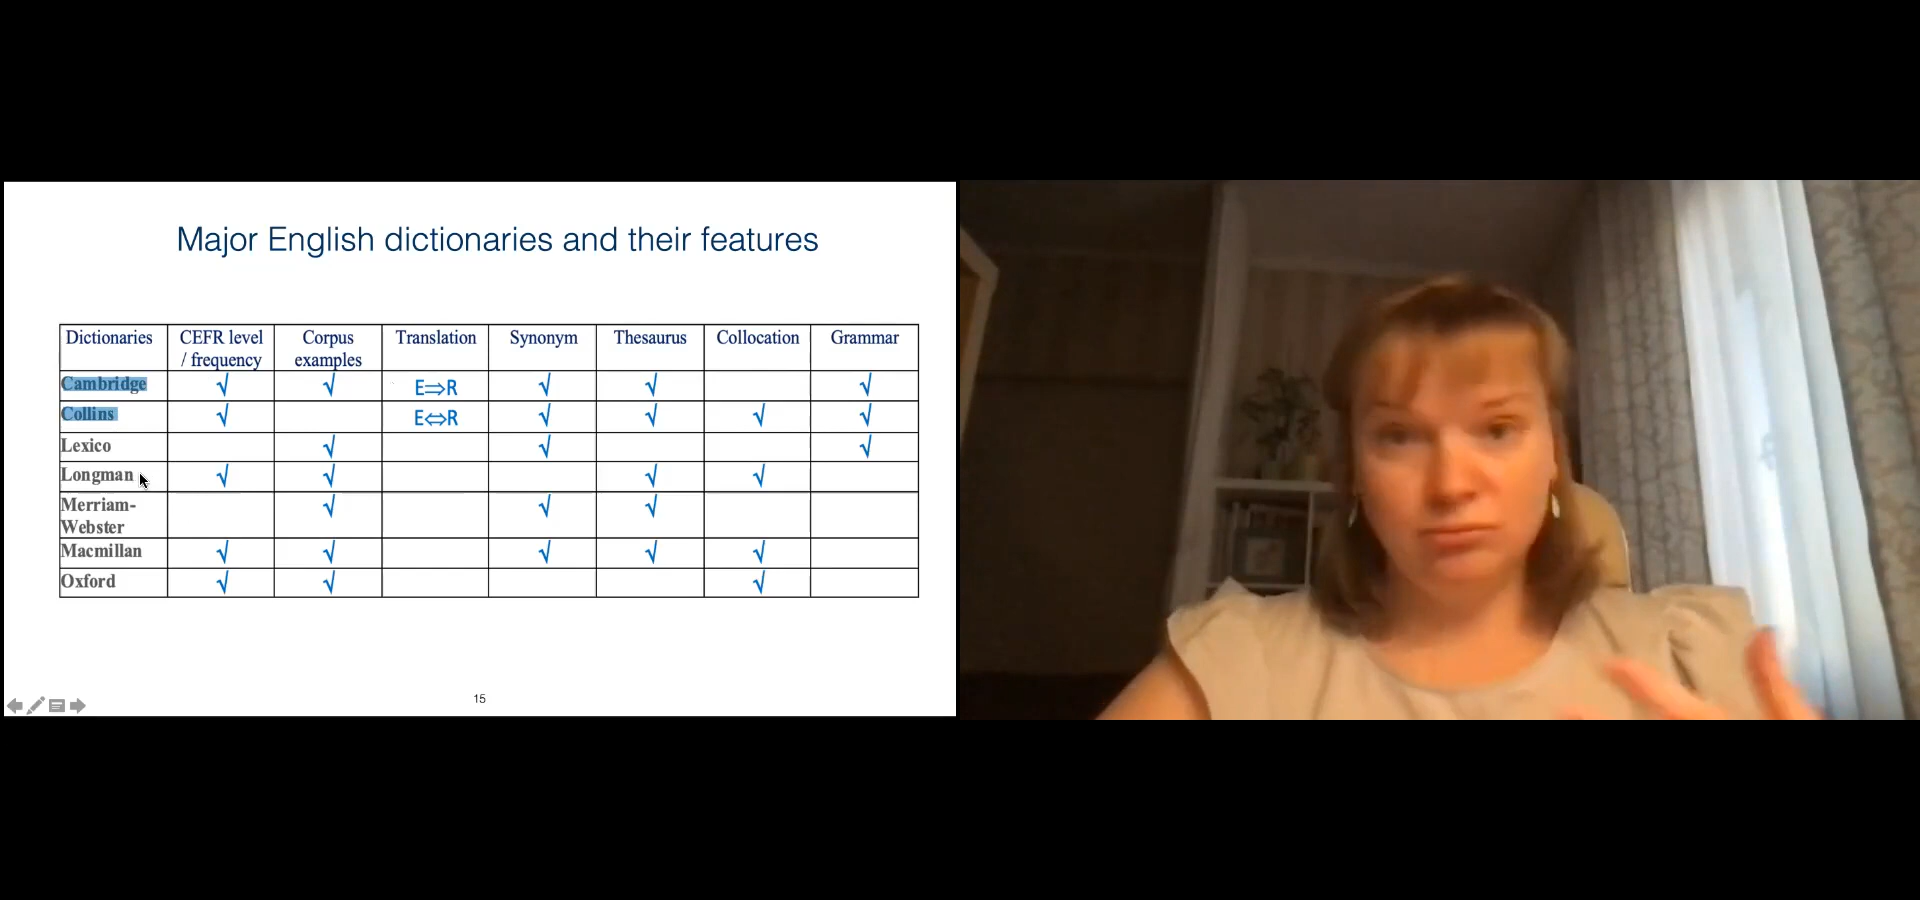 Major English dictionaries and their features
Dictionaries CEFR level / frequency Corpus examples Translation Synonym Thesaurus Collocation Grammar
Cambridge √ √ E⇒R √ √ √
Collins √ E⇔R √ √ √ √
Lexico √ √ √
Longman √ √ √ √
Merriam-Webster √ √ √
Macmillan √ √ √ √ √
Oxford √ √ √
15